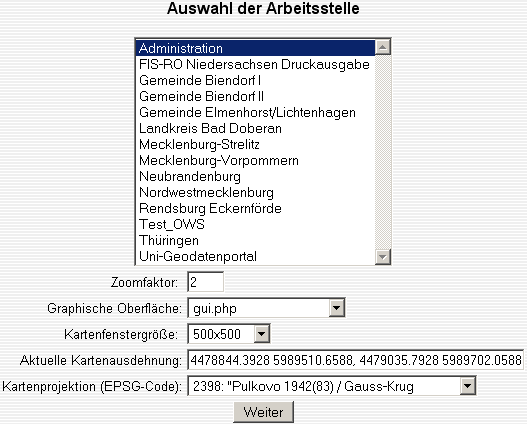 Auswahl der Arbeitsstelle
Administration
FIS-RO Niedersachsen Druckausgabe
Gemeinde Biendorf I
Gemeinde Biendorf II
Gemeinde Elmenhorst/Lichtenhagen
Landkreis Bad Doberan
Mecklenburg-Strelitz
Mecklenburg-Vorpommern
Neubrandenburg
Nordwestmecklenburg
Rendsburg Eckernförde
Test_OWS
Thüringen
Uni-Geodatenportal
Zoomfaktor: 2
Graphische Oberfläche: gui.php
Kartenfenstergröße: 500x500
Aktuelle Kartenausdehnung: 4478844.3928 5989510.6588, 4479035.7928 5989702.0588
Kartenprojektion (EPSG-Code): 2398: "Pulkovo 1942(83) / Gauss-Krug
Weiter